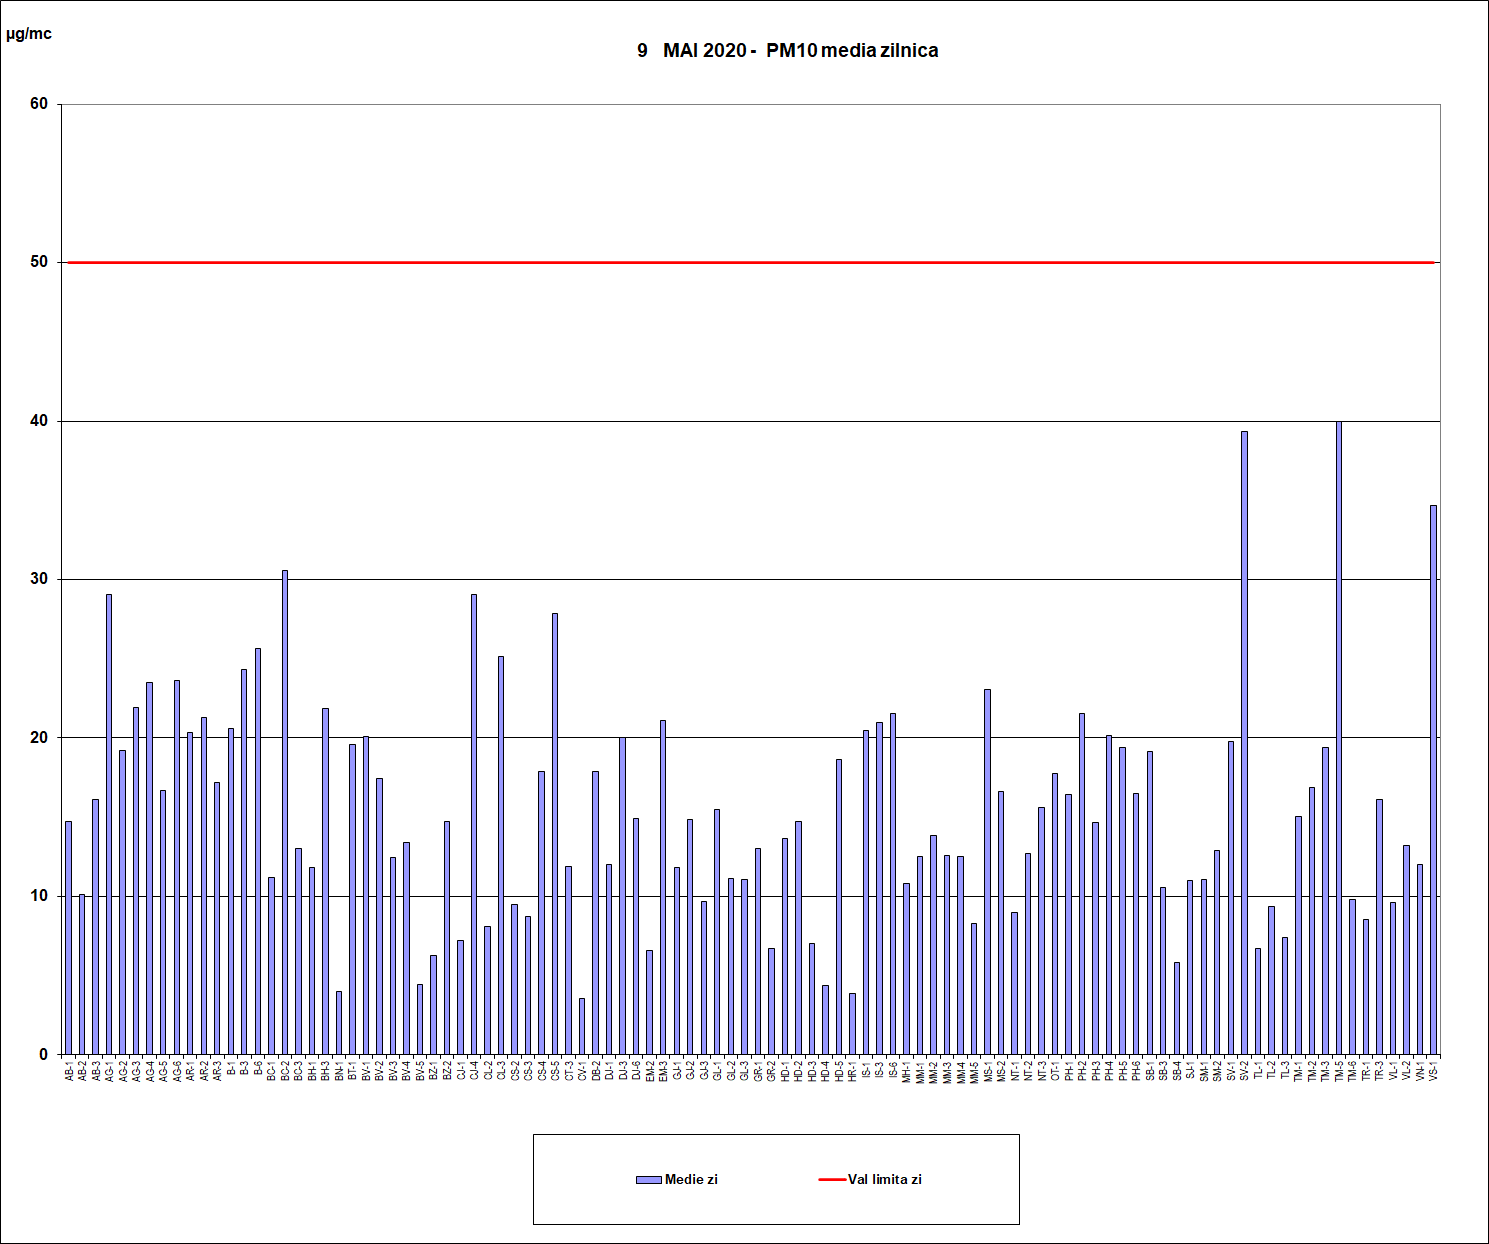 µg/mc
9 MAI 2020 - PM10 media zilnica
60
50
40
30
20
10
0
AB-1
AB-2
AB-3
AG-1
AG-2
AG-3
AG-4
AG-5
AG-6
AR-1
AR-2
AR-3
B-1
B-3
B-6
BC-1
BC-2
BC-3
BH-1
BH-3
BN-1
BT-1
BV-1
BV-2
BV-3
BV-4
BV-5
BZ-1
BZ-2
CJ-1
CJ-4
CL-2
CL-3
CS-2
CS-3
CS-4
CS-5
CT-3
CV-1
DB-2
DJ-1
DJ-3
DJ-6
EM-2
EM-3
GJ-1
GJ-2
GJ-3
GL-1
GL-2
GL-3
GR-1
GR-2
HD-1
HD-2
HD-3
HD-4
HD-5
HR-1
IS-1
IS-3
IS-6
MH-1
MM-1
MM-2
MM-3
MM-4
MM-5
MS-1
MS-2
NT-1
NT-2
NT-3
OT-1
PH-1
PH-2
PH-3
PH-4
PH-5
PH-6
SB-1
SB-3
SB-4
SJ-1
SM-1
SM-2
SV-1
SV-2
TL-1
TL-2
TL-3
TM-1
TM-2
TM-3
TM-5
TM-6
TR-1
TR-3
VL-1
VL-2
VN-1
VS-1
Medie zi
Val limita zi